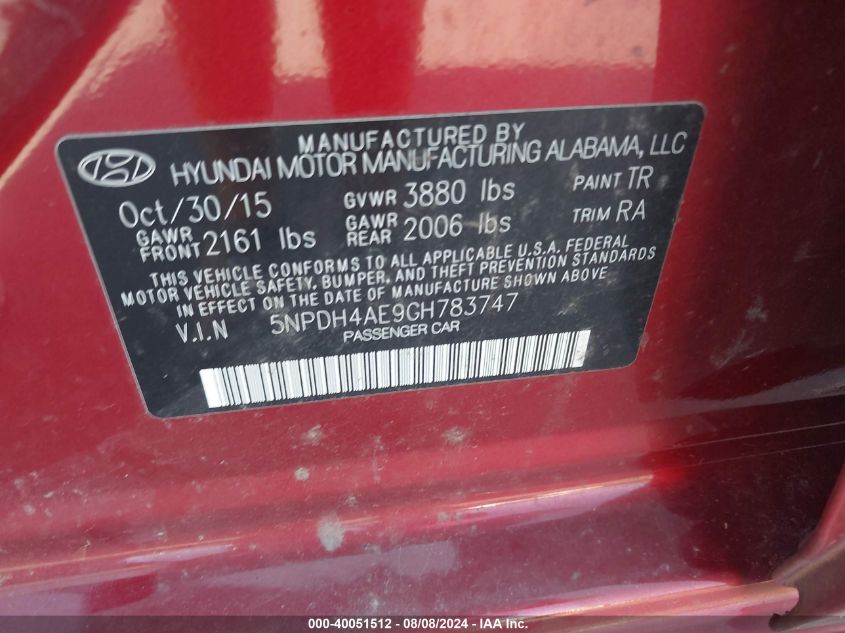 MANUFACTURED BY
HYUNDAI MOTOR MANUFACTURING ALABAMA, LLC
Oct/30/15 GVWR 3880 lbs PAINT TR
GAWR FRONT 2161 lbs GAWR REAR 2006 lbs TRIM RA
THIS VEHICLE CONFORMS TO ALL APPLICABLE U.S.A. FEDERAL
MOTOR VEHICLE SAFETY, BUMPER, AND THEFT PREVENTION STANDARDS
IN EFFECT ON THE DATE OF MANUFACTURE SHOWN ABOVE
V.I.N 5NPDH4AE9GH783747
PASSENGER CAR
000-40051512 - 08/08/2024 - IAA Inc.